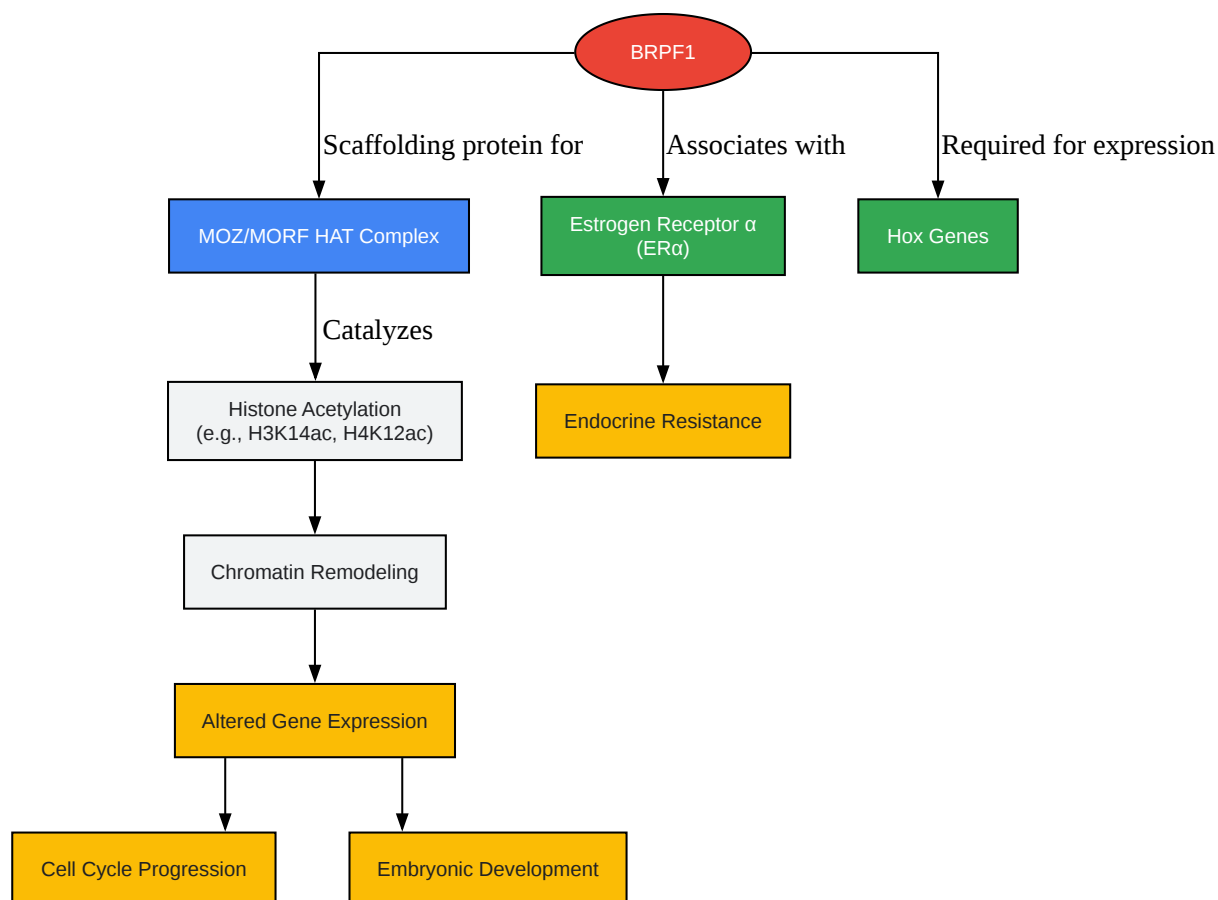 BRPF1
Scaffolding protein for
Associates with
Required for expression
MOZ/MORF HAT Complex
Estrogen Receptor α
(ERα)
Hox Genes
Catalyzes
Histone Acetylation
(e.g., H3K14ac, H4K12ac)
Endocrine Resistance
Chromatin Remodeling
Altered Gene Expression
Cell Cycle Progression
Embryonic Development